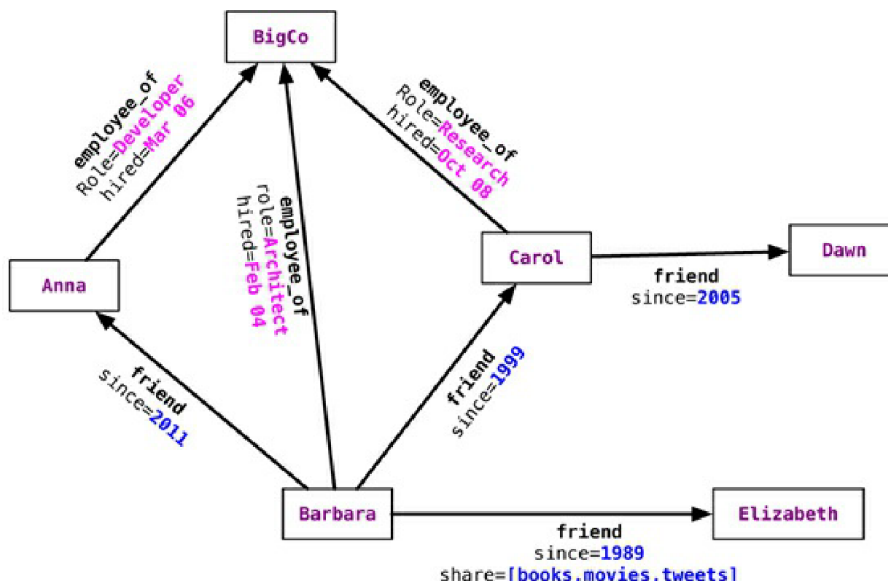 BigCo
employee_of
Role=Developer
hired=Mar 06
employee_of
Role=Research
hired=Oct 08
employee_of
role=Architect
hired=Feb 04
Anna
Carol
Dawn
friend
since=2005
friend
since=2011
friend
since=1999
Barbara
Elizabeth
friend
since=1989
share=[books.movies.tweets]